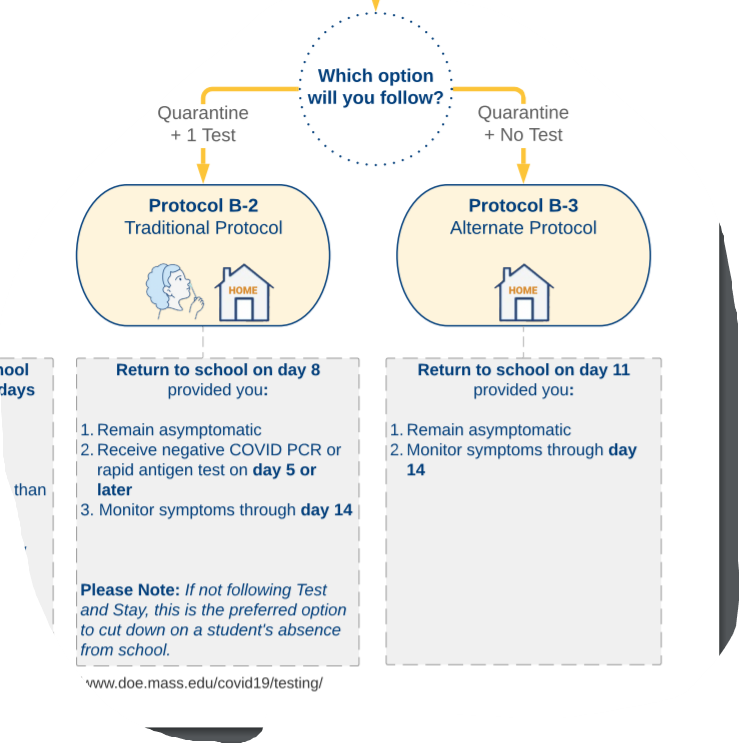 Which option
will you follow?
Quarantine
+ 1 Test
Quarantine
+ No Test
Protocol B-2
Traditional Protocol
HOME
Protocol B-3
Alternate Protocol
HOME
days
than
Return to school on day 8
provided you:
1. Remain asymptomatic
2. Receive negative COVID PCR or
rapid antigen test on day 5 or
later
3. Monitor symptoms through day 14
Please Note: If not following Test
and Stay, this is the preferred option
to cut down on a student's absence
from school.
Return to school on day 11
provided you:
1. Remain asymptomatic
2. Monitor symptoms through day
14
www.doe.mass.edu/covid19/testing/